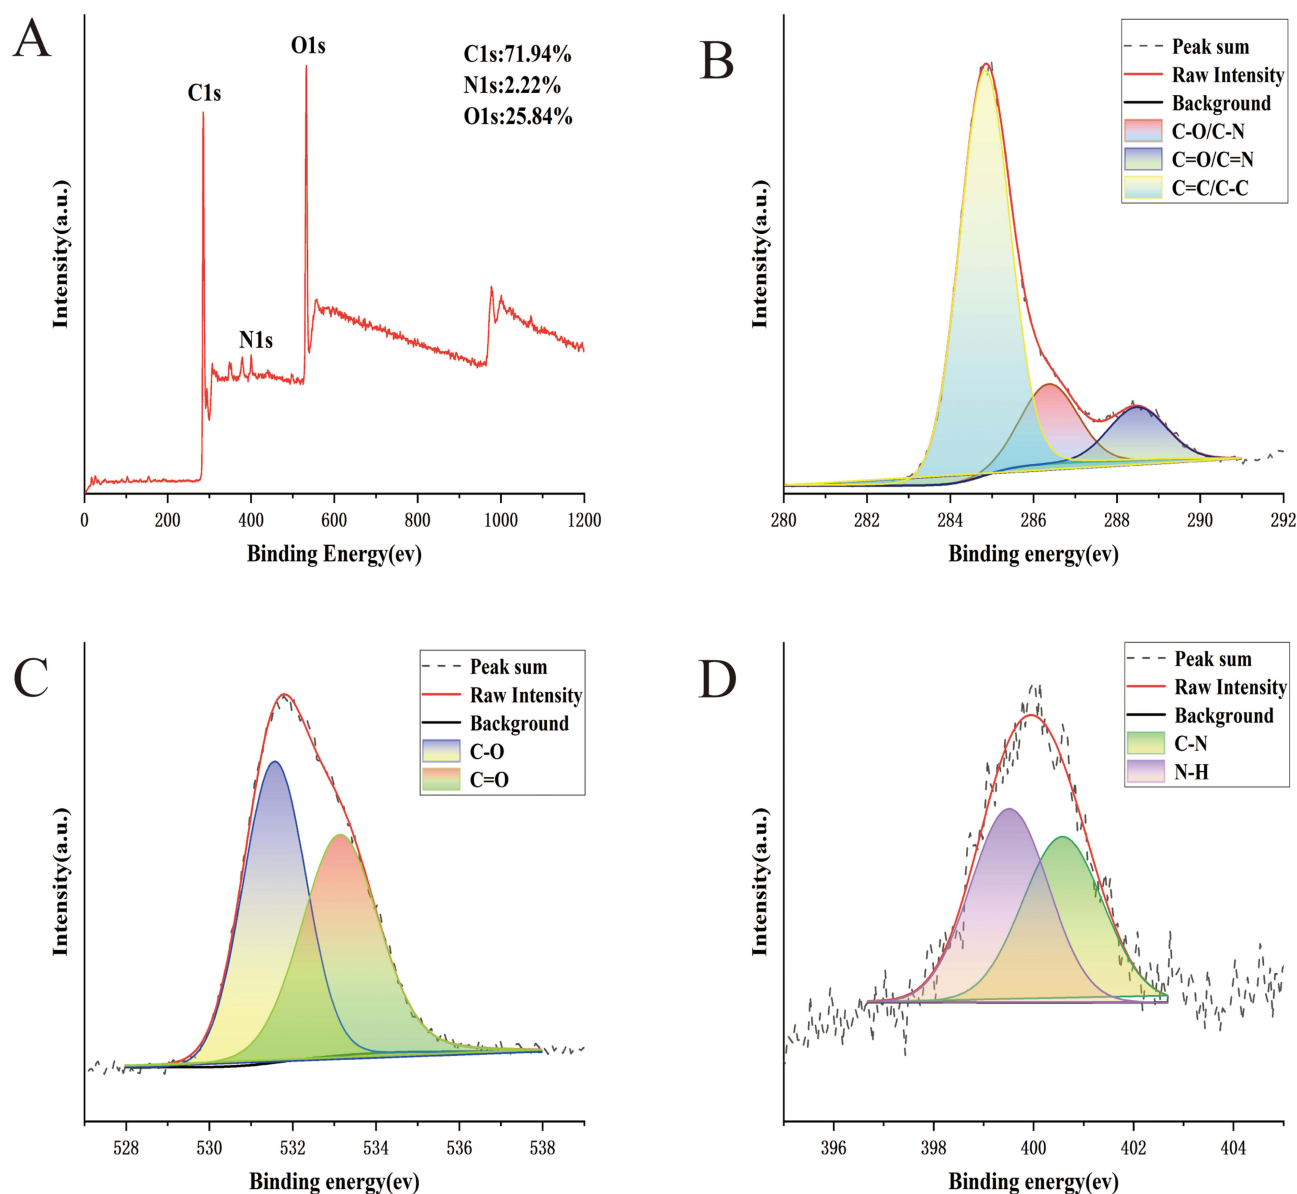 A
C1s
O1s
C1s:71.94%
N1s:2.22%
O1s:25.84%
N1s
Intensity(a.u.)
0 200 400 600 800 1000 1200
Binding Energy(ev)
B
Peak sum
Raw Intensity
Background
C-O/C-N
C=O/C=N
C=C/C-C
Intensity(a.u.)
280 282 284 286 288 290 292
Binding energy(ev)
C
Peak sum
Raw Intensity
Background
C-O
C=O
Intensity(a.u.)
528 530 532 534 536 538
Binding energy(ev)
D
Peak sum
Raw Intensity
Background
C-N
N-H
Intensity(a.u.)
396 398 400 402 404
Binding energy(ev)